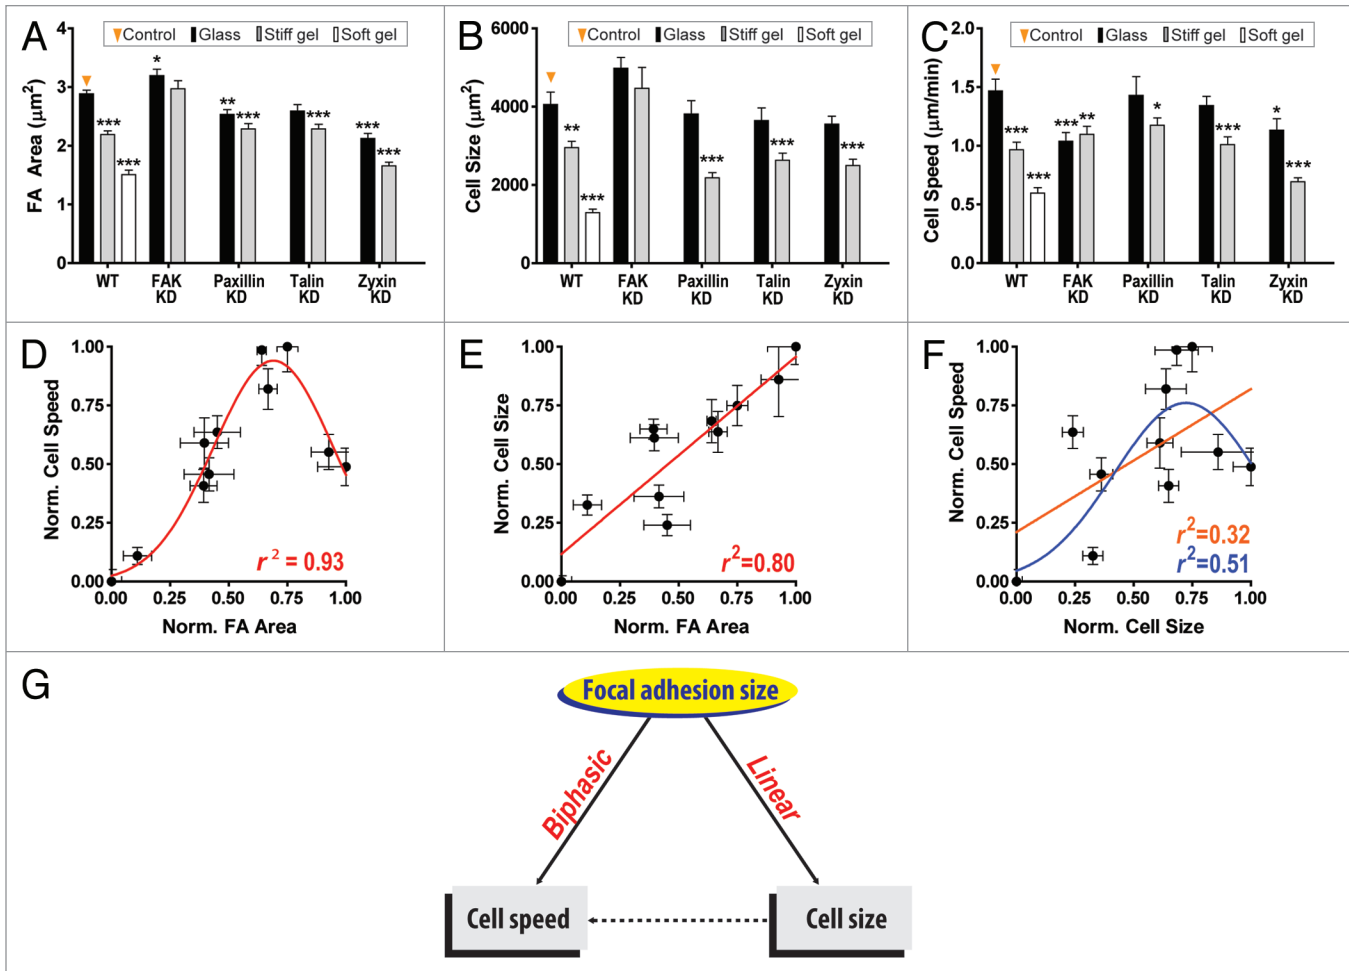 A
▼Control Glass Stiff gel Soft gel
FA Area (μm²)
4
3
2
1
0
***
***
*
**
***
***
***
***
WT FAK KD Paxillin KD Talin KD Zyxin KD
B
▼Control Glass Stiff gel Soft gel
Cell Size (μm²)
6000
4000
2000
0
**
***
***
***
***
WT FAK KD Paxillin KD Talin KD Zyxin KD
C
▼Control Glass Stiff gel Soft gel
Cell Speed (μm/min)
2.0
1.5
1.0
0.5
0.0
***
***
***
**
*
***
*
***
WT FAK KD Paxillin KD Talin KD Zyxin KD
D
Norm. Cell Speed
1.00
0.75
0.50
0.25
0.00
r² = 0.93
0.00 0.25 0.50 0.75 1.00
Norm. FA Area
E
Norm. Cell Size
1.00
0.75
0.50
0.25
0.00
r²=0.80
0.00 0.25 0.50 0.75 1.00
Norm. FA Area
F
Norm. Cell Speed
1.00
0.75
0.50
0.25
0.00
r²=0.32
r²=0.51
0.00 0.25 0.50 0.75 1.00
Norm. Cell Size
G
Focal adhesion size
Biphasic
Linear
Cell speed
Cell size